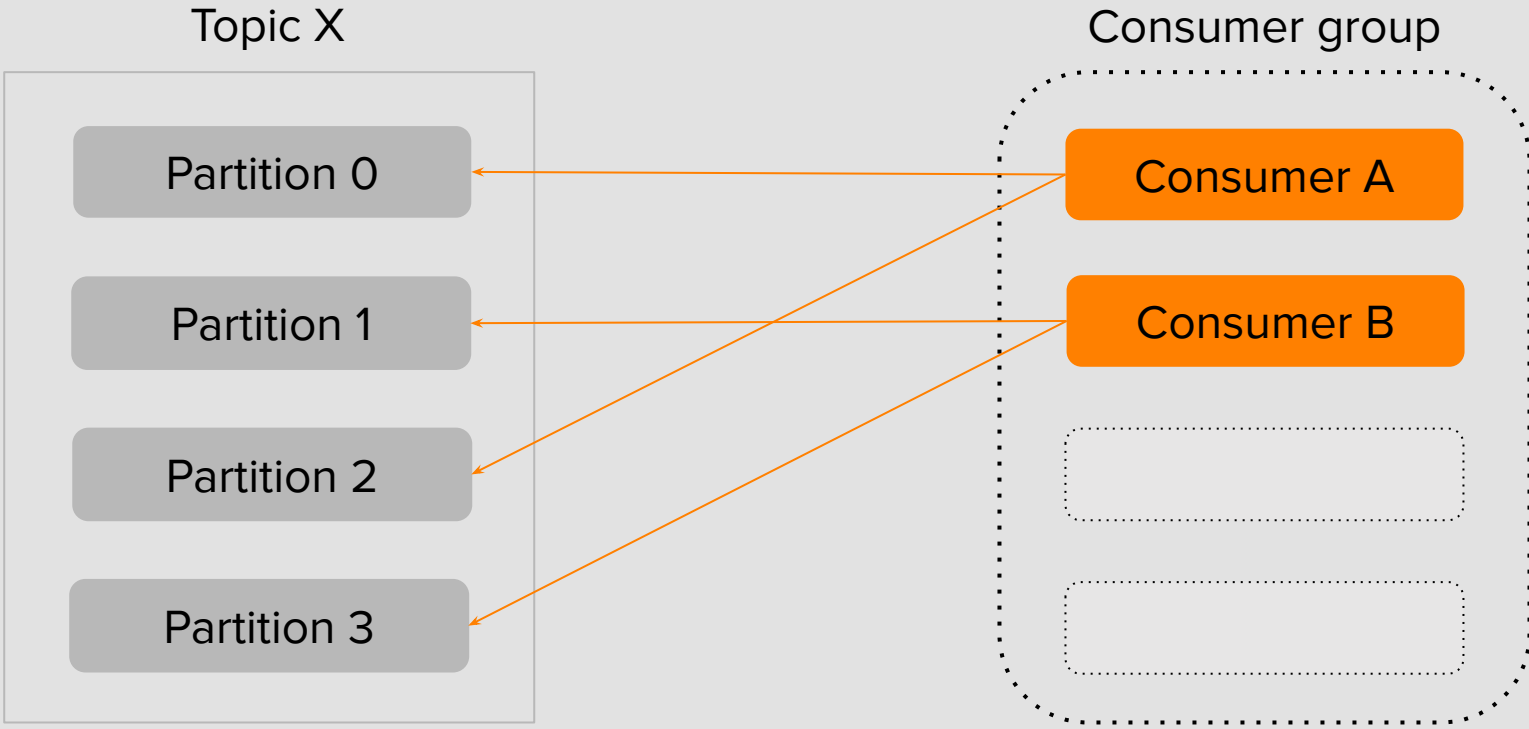 Topic X
Consumer group
Partition 0
Consumer A
Partition 1
Consumer B
Partition 2
Partition 3